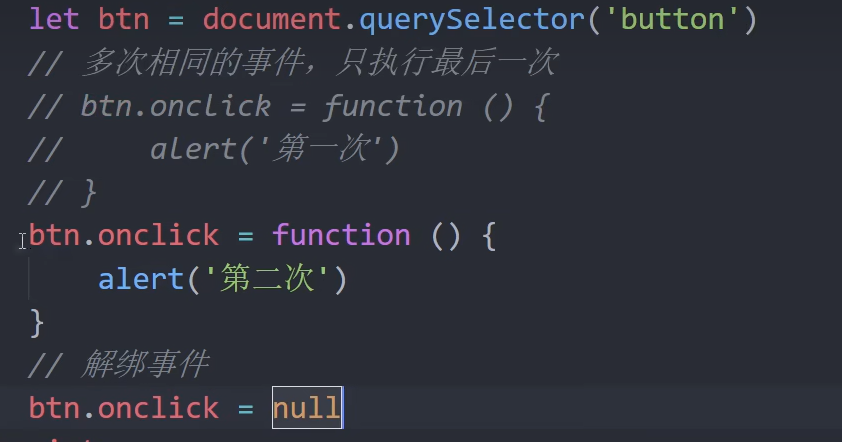 let btn = document.querySelector('button')
// 多次相同的事件，只执行最后一次
// btn.onclick = function () {
//     alert('第一次')
// }
btn.onclick = function () {
    alert('第二次')
}
// 解绑事件
btn.onclick = null